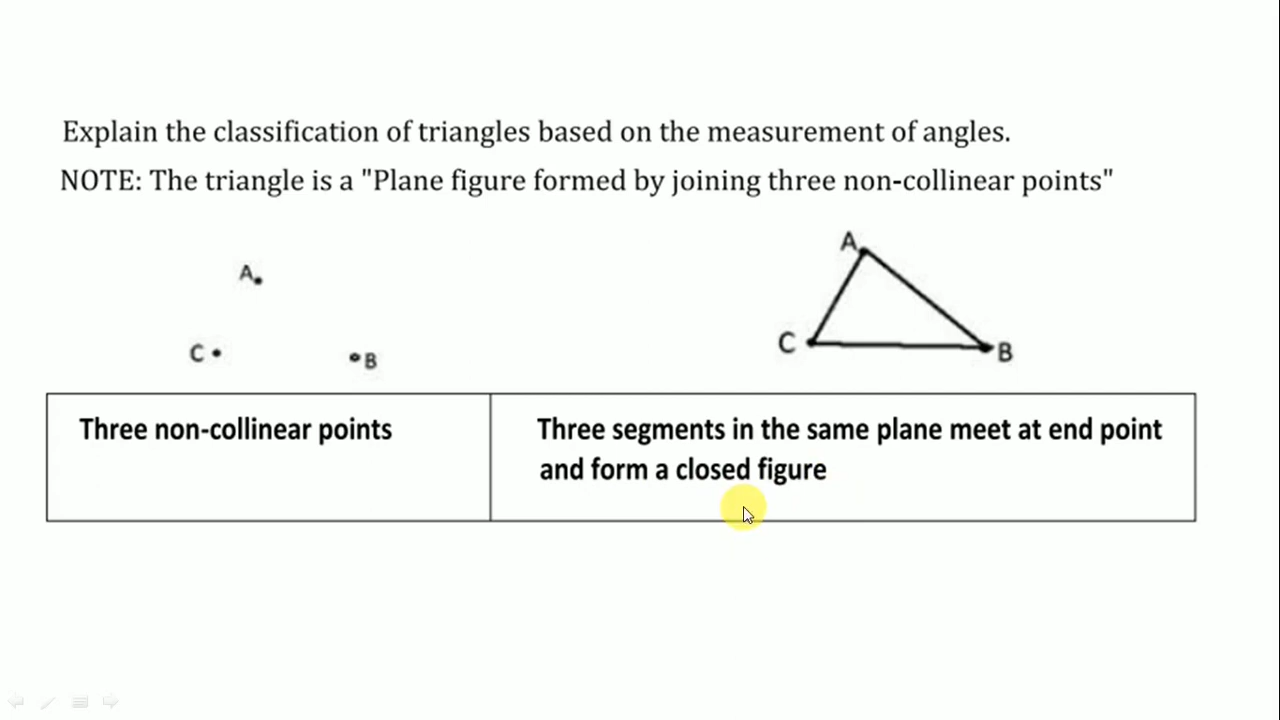 Explain the classification of triangles based on the measurement of angles.
NOTE: The triangle is a "Plane figure formed by joining three non-collinear points"
A
A
C
B
C
B
Three non-collinear points
Three segments in the same plane meet at end point
and form a closed figure